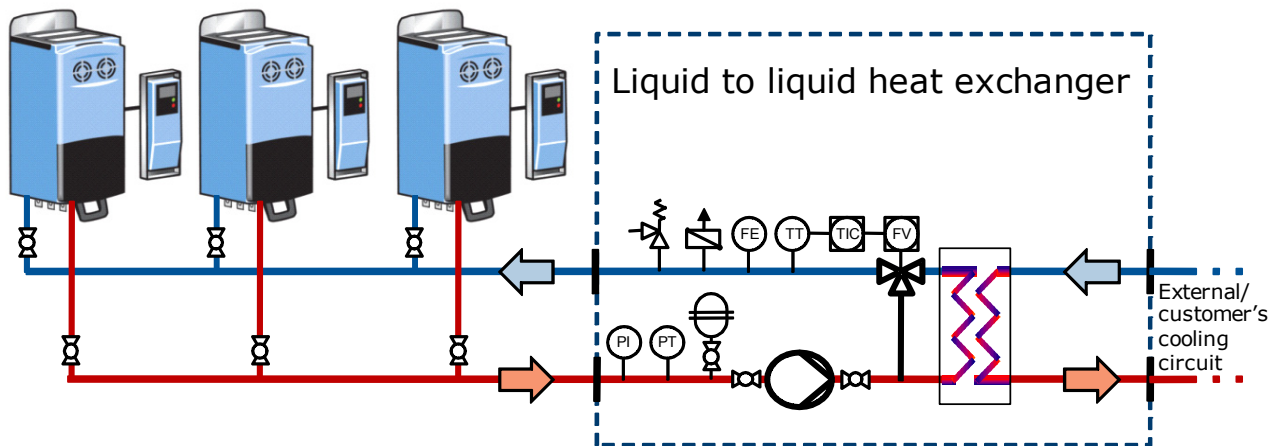 Liquid to liquid heat exchanger
FE
TT
TIC
FV
External/
customer's
cooling
circuit
PI
PT